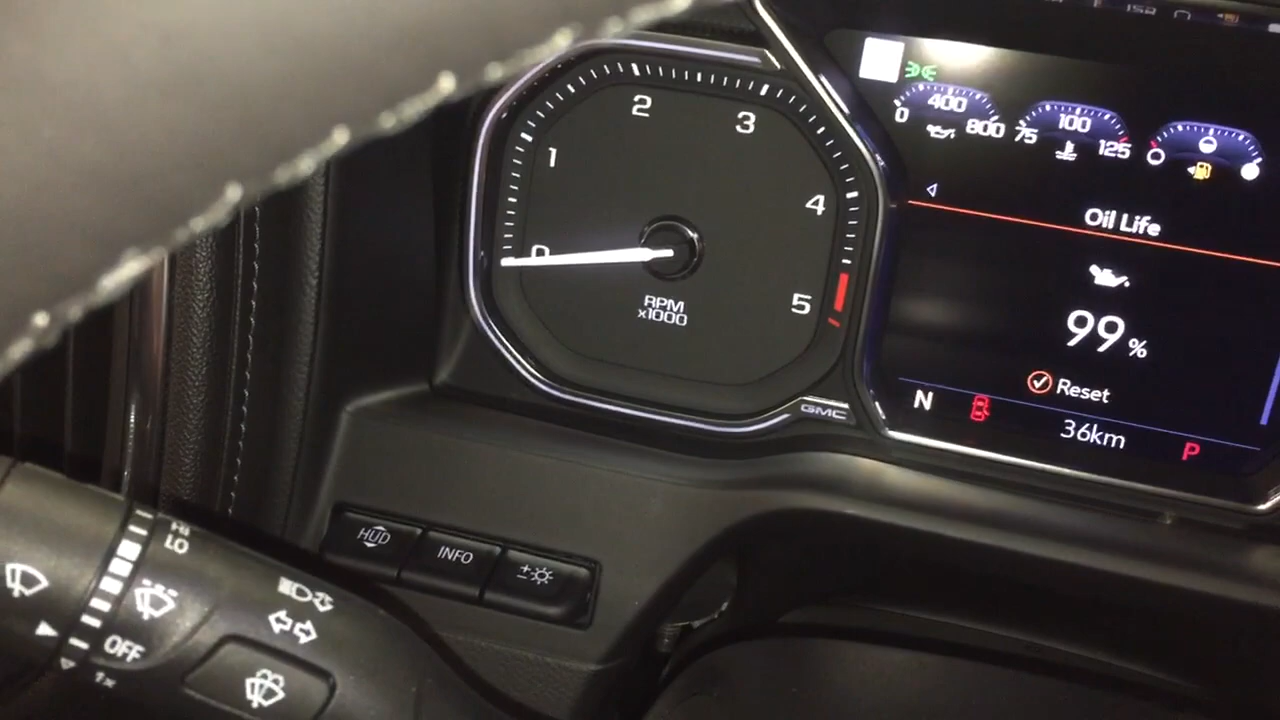 0
1
2
3
4
5
RPM
x1000
GMC
0 400 800
75 100 125
Oil Life
99 %
Reset
N
36km
P
HUD
INFO
HI
LO
OFF
1x